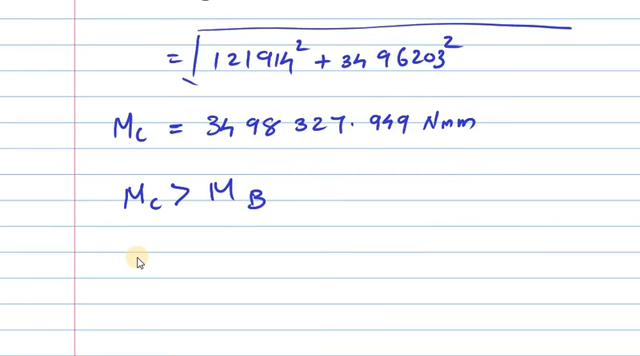 = √121914² + 3496203²
Mc = 3498327.949 Nmm
Mc > MB